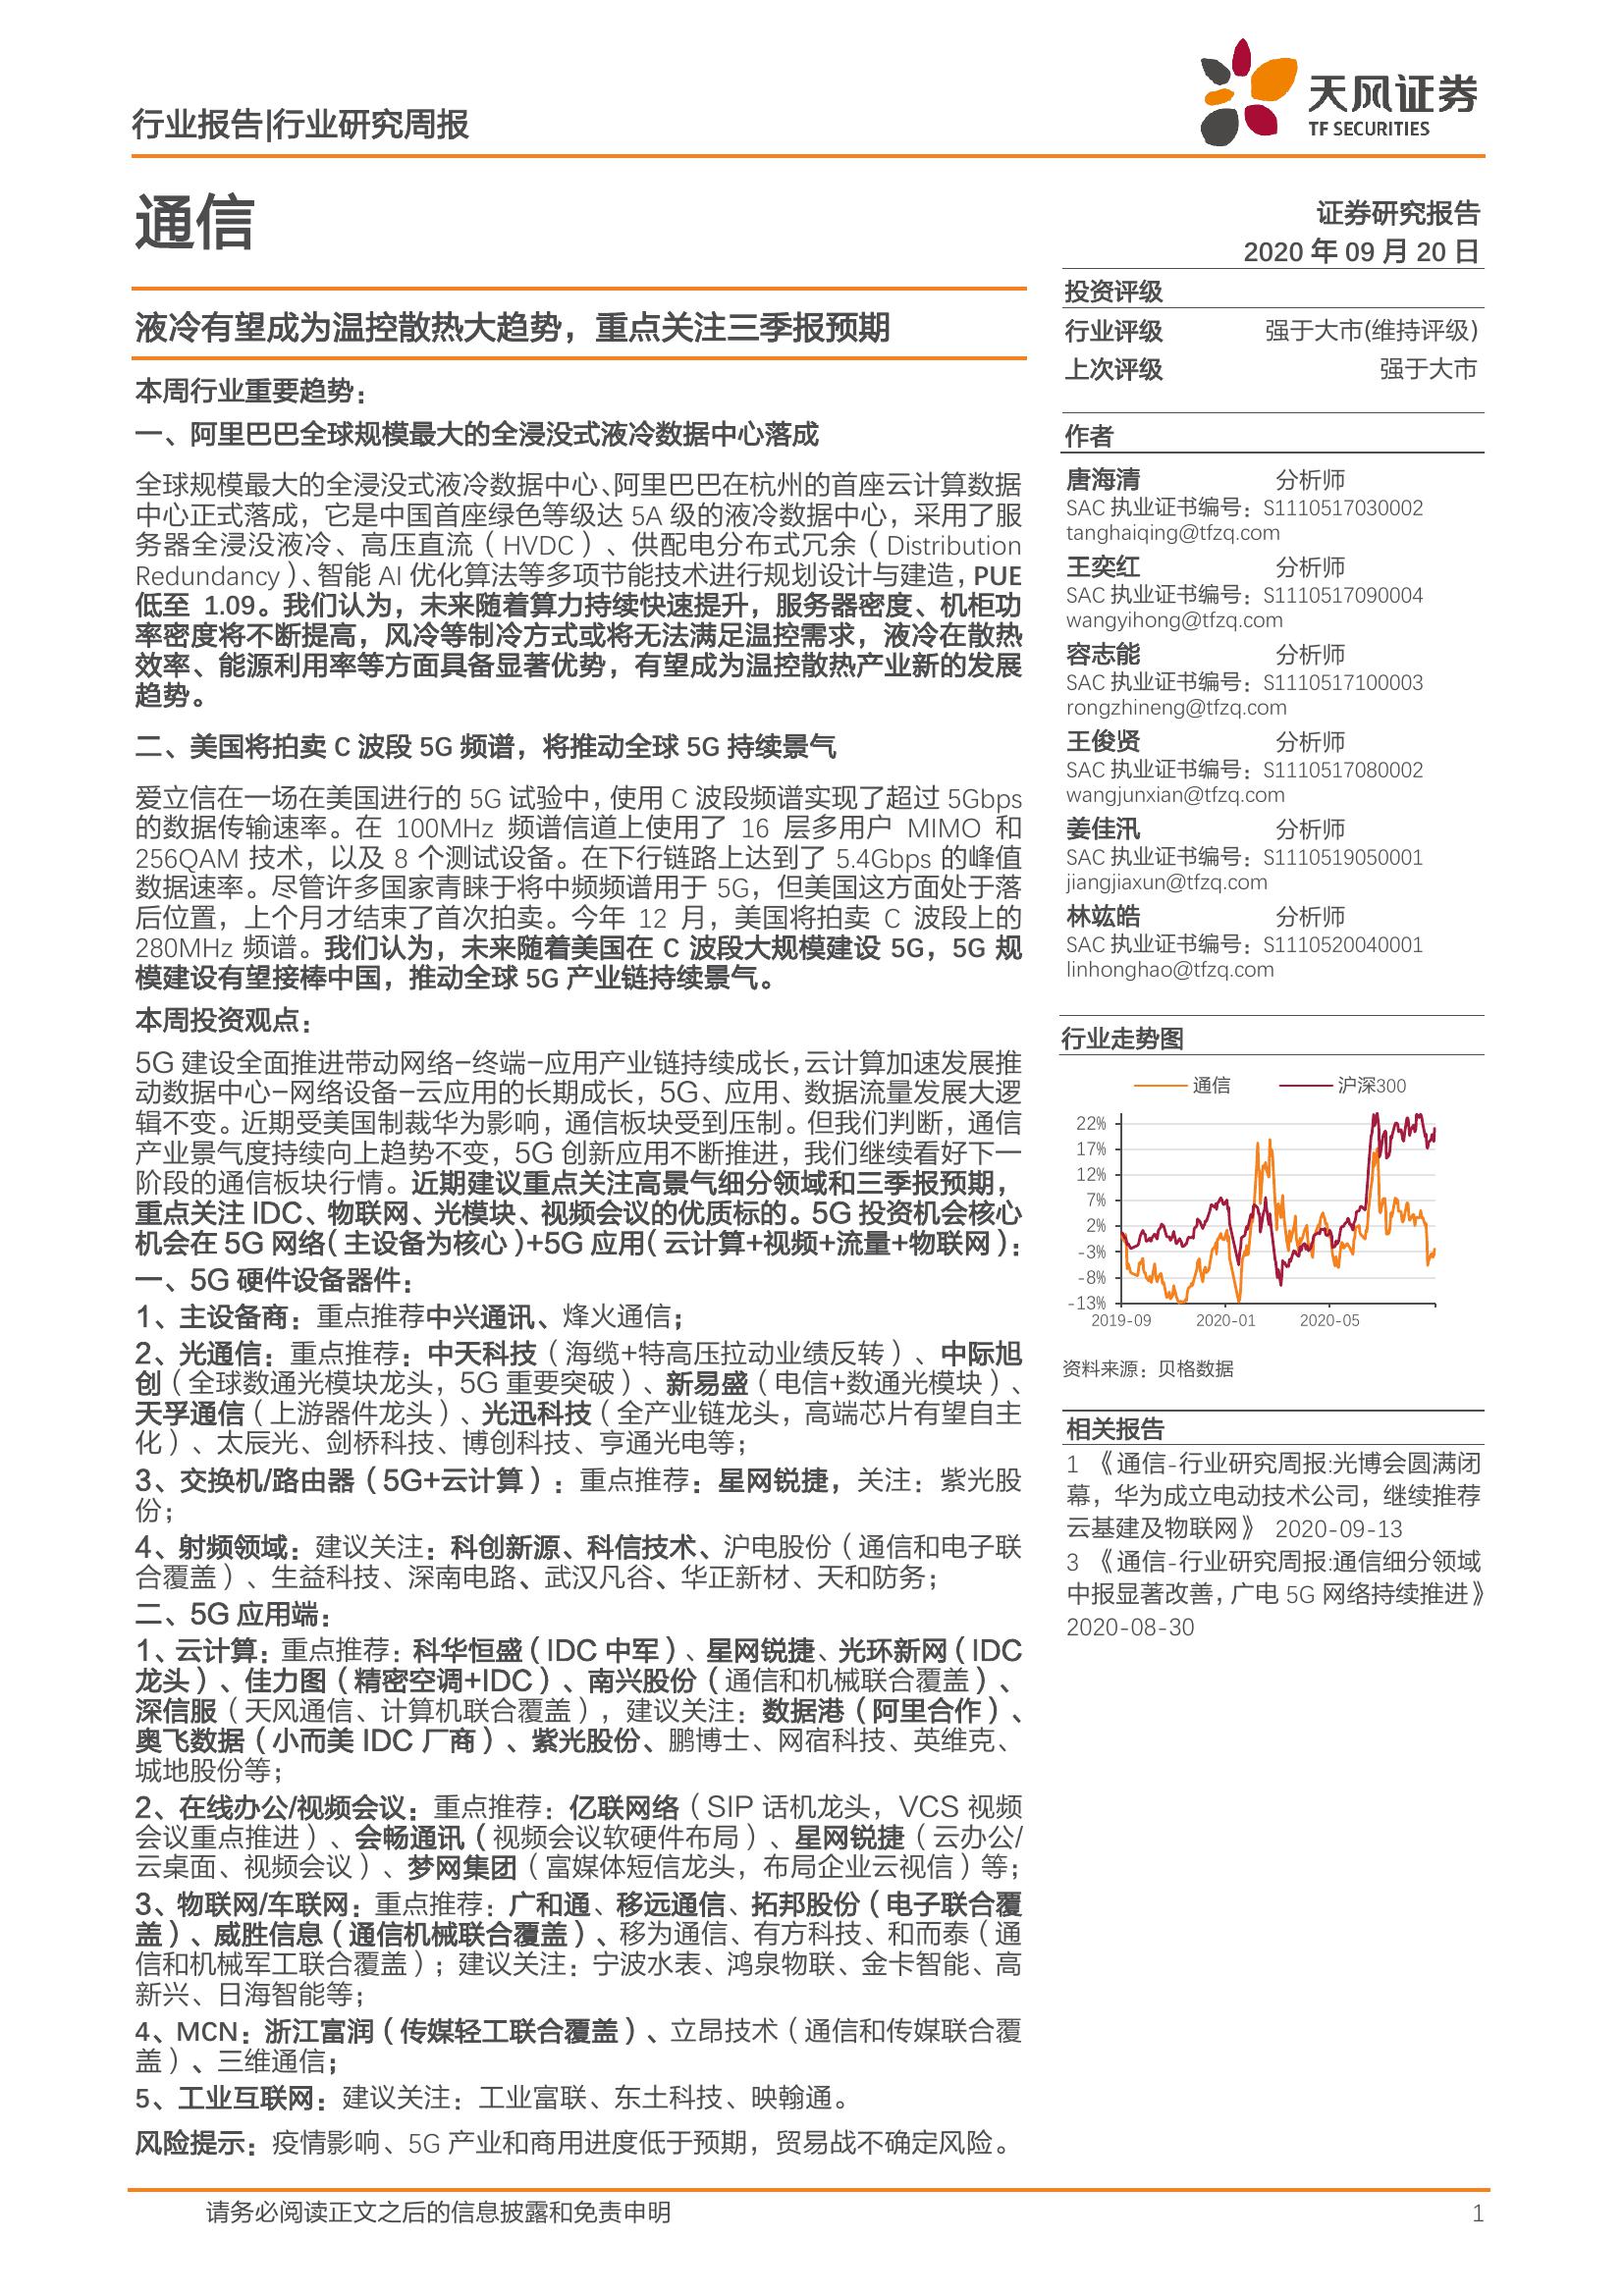 行业报告|行业研究周报
天风证券
TF SECURITIES
通信
证券研究报告
2020 年 09 月 20 日
液冷有望成为温控散热大趋势，重点关注三季报预期
本周行业重要趋势：
一、阿里巴巴全球规模最大的全浸没式液冷数据中心落成
全球规模最大的全浸没式液冷数据中心、阿里巴巴在杭州的首座云计算数据
中心正式落成，它是中国首座绿色等级达 5A 级的液冷数据中心，采用了服
务器全浸没液冷、高压直流（HVDC）、供配电分布式冗余（Distribution
Redundancy）、智能 AI 优化算法等多项节能技术进行规划设计与建造，PUE
低至 1.09。我们认为，未来随着算力持续快速提升，服务器密度、机柜功
率密度将不断提高，风冷等制冷方式或将无法满足温控需求，液冷在散热
效率、能源利用率等方面具备显著优势，有望成为温控散热产业新的发展
趋势。
二、美国将拍卖 C 波段 5G 频谱，将推动全球 5G 持续景气
爱立信在一场在美国进行的 5G 试验中，使用 C 波段频谱实现了超过 5Gbps
的数据传输速率。在 100MHz 频谱信道上使用了 16 层多用户 MIMO 和
256QAM 技术，以及 8 个测试设备。在下行链路上达到了 5.4Gbps 的峰值
数据速率。尽管许多国家青睐于将中频频谱用于 5G，但美国这方面处于落
后位置，上个月才结束了首次拍卖。今年 12 月，美国将拍卖 C 波段上的
280MHz 频谱。我们认为，未来随着美国在 C 波段大规模建设 5G，5G 规
模建设有望接棒中国，推动全球 5G 产业链持续景气。
本周投资观点：
5G 建设全面推进带动网络-终端-应用产业链持续成长，云计算加速发展推
动数据中心-网络设备-云应用的长期成长，5G、应用、数据流量发展大逻
辑不变。近期受美国制裁华为影响，通信板块受到压制。但我们判断，通信
产业景气度持续向上趋势不变，5G 创新应用不断推进，我们继续看好下一
阶段的通信板块行情。近期建议重点关注高景气细分领域和三季报预期，
重点关注 IDC、物联网、光模块、视频会议的优质标的。5G 投资机会核心
机会在 5G 网络（主设备为核心）+5G 应用（云计算+视频+流量+物联网）：
一、5G 硬件设备器件：
1、主设备商：重点推荐中兴通讯、烽火通信；
2、光通信：重点推荐：中天科技（海缆+特高压拉动业绩反转）、中际旭
创（全球数通光模块龙头，5G 重要突破）、新易盛（电信+数通光模块）、
天孚通信（上游器件龙头）、光迅科技（全产业链龙头，高端芯片有望自主
化）、太辰光、剑桥科技、博创科技、亨通光电等；
3、交换机/路由器（5G+云计算）：重点推荐：星网锐捷，关注：紫光股
份；
4、射频领域：建议关注：科创新源、科信技术、沪电股份（通信和电子联
合覆盖）、生益科技、深南电路、武汉凡谷、华正新材、天和防务；
二、5G 应用端：
1、云计算：重点推荐：科华恒盛（IDC 中军）、星网锐捷、光环新网（IDC
龙头）、佳力图（精密空调+IDC）、南兴股份（通信和机械联合覆盖）、
深信服（天风通信、计算机联合覆盖），建议关注：数据港（阿里合作）、
奥飞数据（小而美 IDC 厂商）、紫光股份、鹏博士、网宿科技、英维克、
城地股份等；
2、在线办公/视频会议：重点推荐：亿联网络（SIP 话机龙头，VCS 视频
会议重点推进）、会畅通讯（视频会议软硬件布局）、星网锐捷（云办公/
云桌面、视频会议）、梦网集团（富媒体短信龙头，布局企业云视信）等；
3、物联网/车联网：重点推荐：广和通、移远通信、拓邦股份（电子联合覆
盖）、威胜信息（通信机械联合覆盖）、移为通信、有方科技、和而泰（通
信和机械军工联合覆盖）；建议关注：宁波水表、鸿泉物联、金卡智能、高
新兴、日海智能等；
4、MCN：浙江富润（传媒轻工联合覆盖）、立昂技术（通信和传媒联合覆
盖）、三维通信；
5、工业互联网：建议关注：工业富联、东土科技、映翰通。
风险提示：疫情影响、5G 产业和商用进度低于预期，贸易战不确定风险。
投资评级
行业评级 强于大市(维持评级)
上次评级 强于大市
作者
唐海清 分析师
SAC 执业证书编号：S1110517030002
tanghaiqing@tfzq.com
王奕红 分析师
SAC 执业证书编号：S1110517090004
wangyihong@tfzq.com
容志能 分析师
SAC 执业证书编号：S1110517100003
rongzhineng@tfzq.com
王俊贤 分析师
SAC 执业证书编号：S1110517080002
wangjunxian@tfzq.com
姜佳汛 分析师
SAC 执业证书编号：S1110519050001
jiangjiaxun@tfzq.com
林竑皓 分析师
SAC 执业证书编号：S1110520040001
linhonghao@tfzq.com
行业走势图
通信 沪深300
22%
17%
12%
7%
2%
-3%
-8%
-13%
2019-09 2020-01 2020-05
资料来源：贝格数据
相关报告
1 《通信-行业研究周报:光博会圆满闭
幕，华为成立电动技术公司，继续推荐
云基建及物联网》 2020-09-13
3 《通信-行业研究周报:通信细分领域
中报显著改善，广电 5G 网络持续推进》
2020-08-30
请务必阅读正文之后的信息披露和免责申明 1